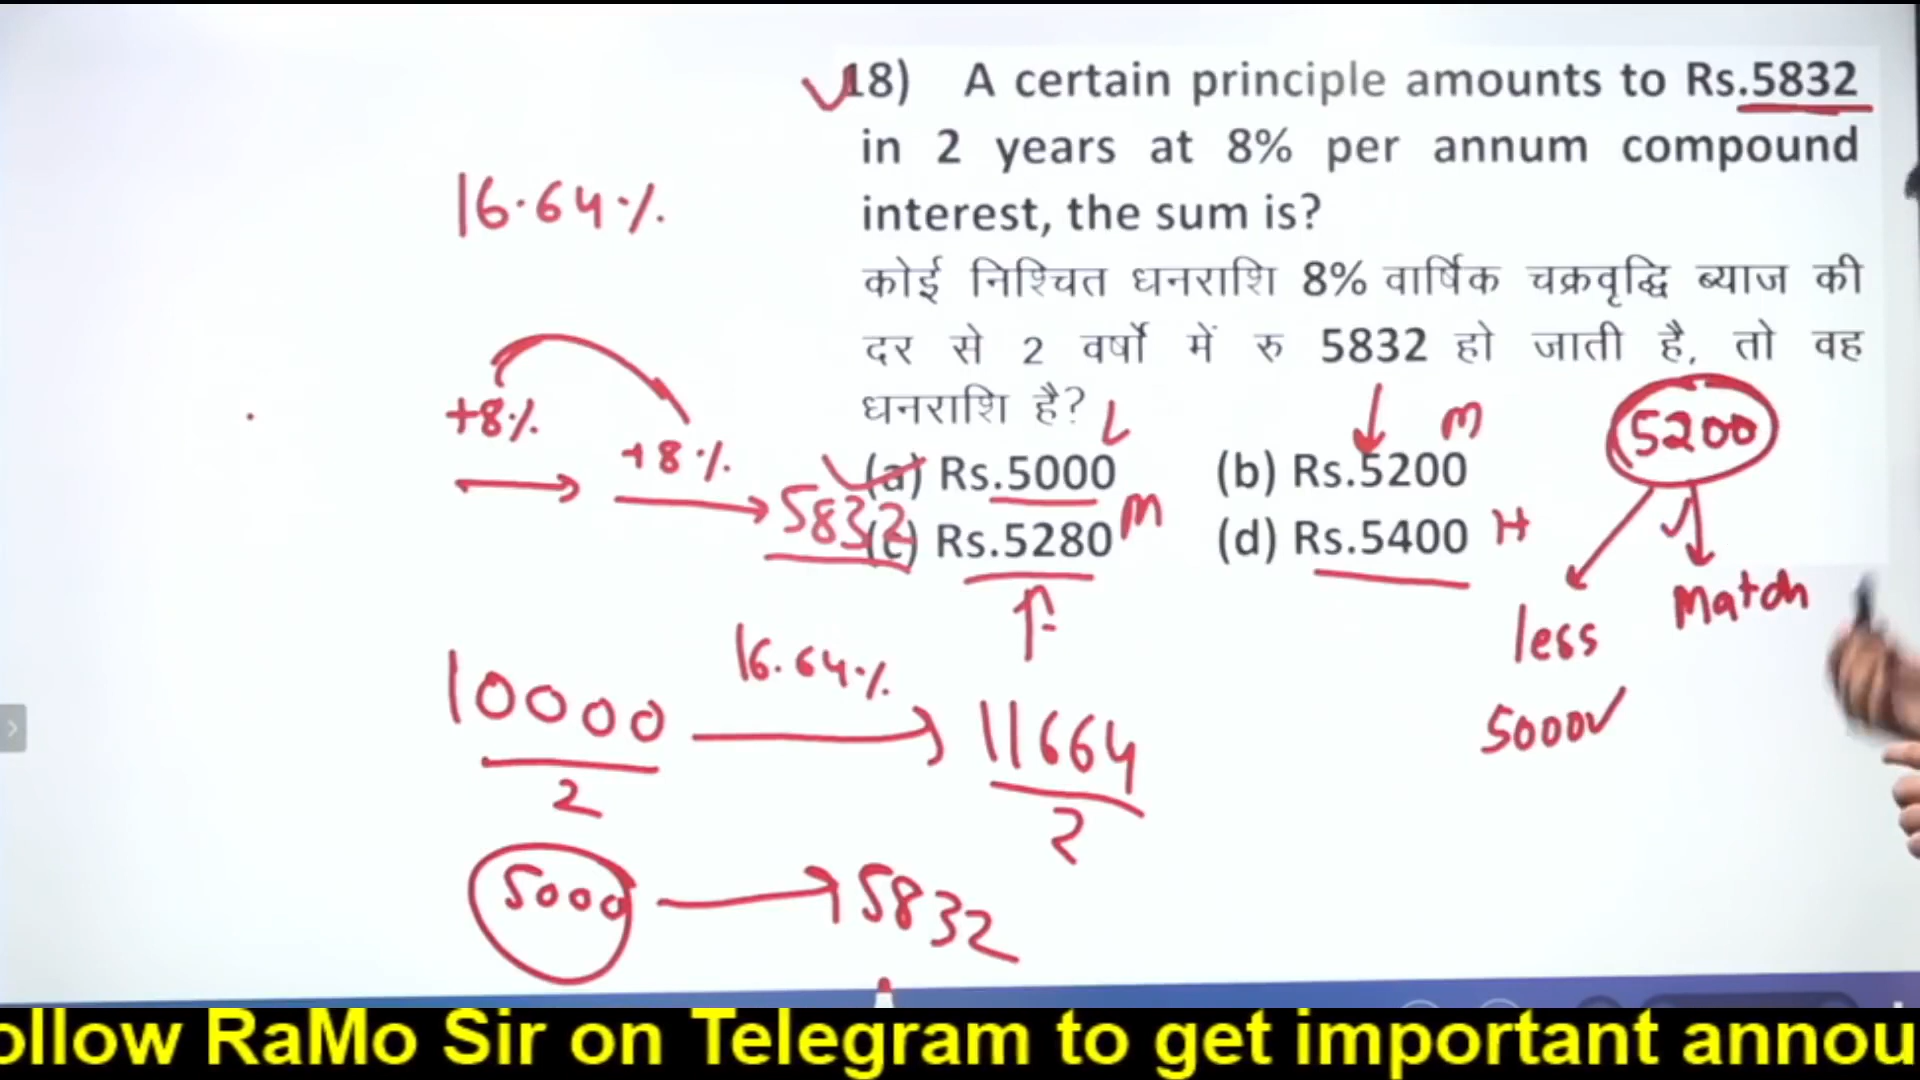 18) A certain principle amounts to Rs.5832
in 2 years at 8% per annum compound
interest, the sum is?
कोई निश्चित धनराशि 8% वार्षिक चक्रवृद्धि ब्याज की
दर से 2 वर्षों में रु 5832 हो जाती है, तो वह
धनराशि है?
(a) Rs.5000 L (b) Rs.5200 M
(c) Rs.5280 M (d) Rs.5400 H
16.64%
+8%
+8%
5832
5200
less
Match
5000
10000
2
16.64%
11664
2
5000
5832
ollow RaMo Sir on Telegram to get important annou